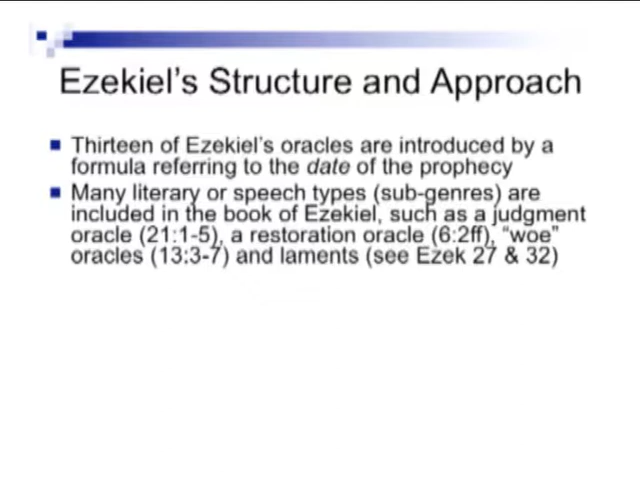 Ezekiel's Structure and Approach
Thirteen of Ezekiel's oracles are introduced by a
formula referring to the date of the prophecy
Many literary or speech types (sub-genres) are
included in the book of Ezekiel, such as a judgment
oracle (21:1-5), a restoration oracle (6:2ff), "woe"
oracles (13:3-7) and laments (see Ezek 27 & 32)